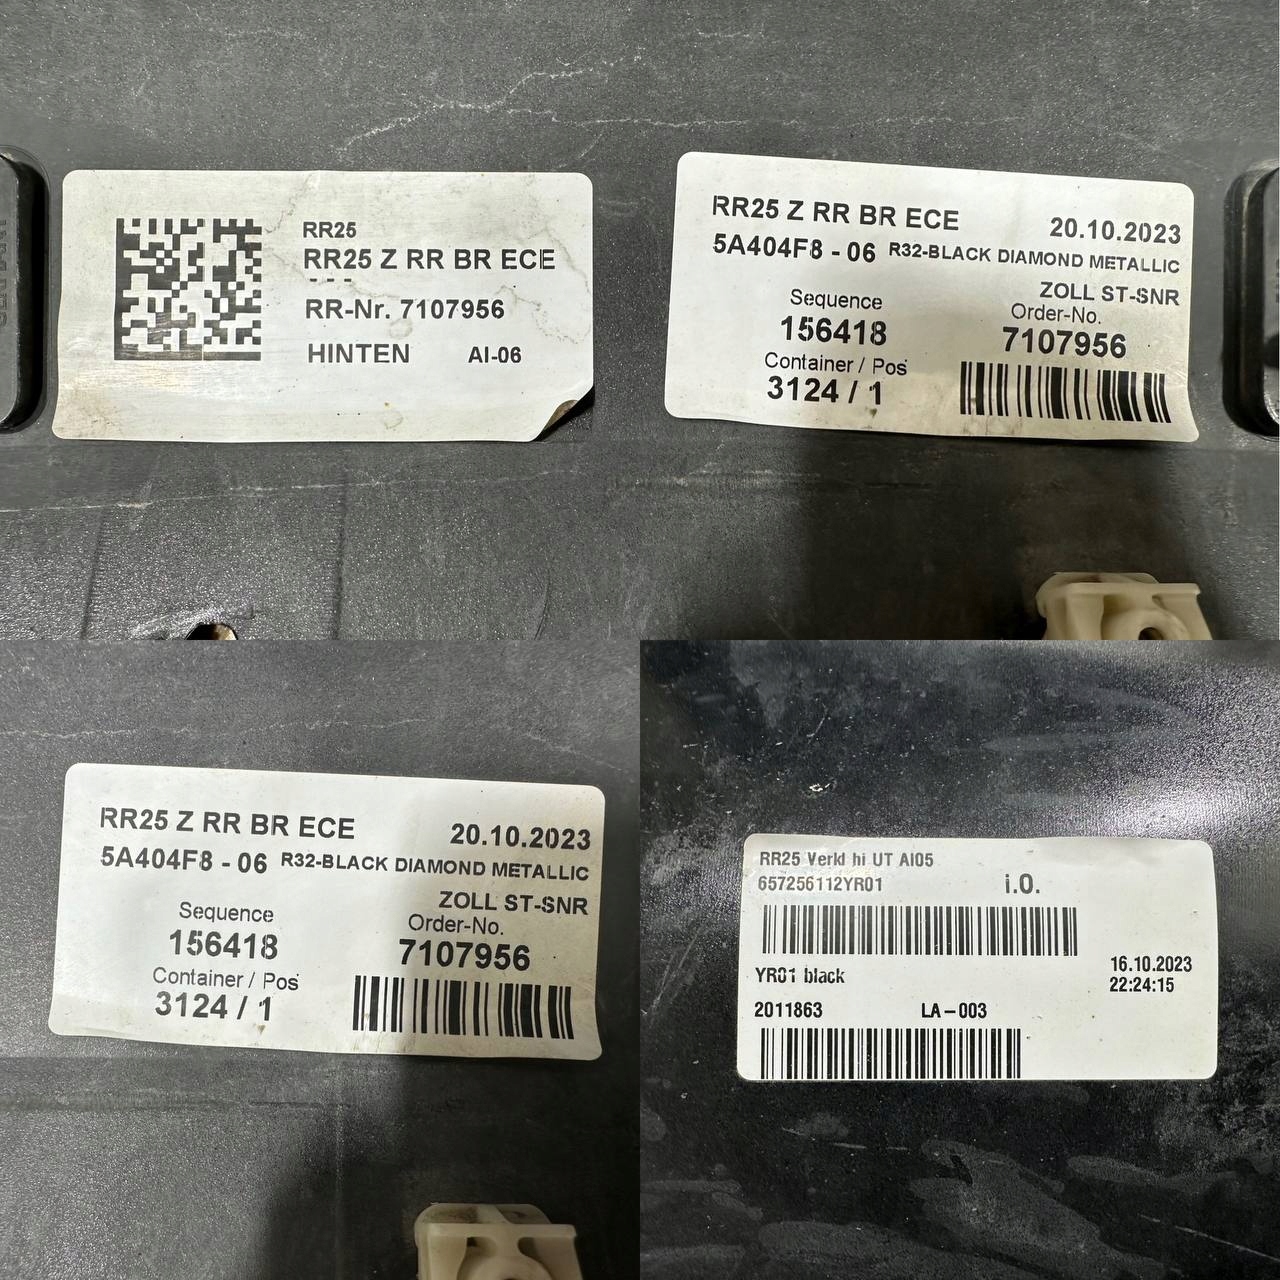 RR25
RR25 Z RR BR ECE
- - -
RR-Nr. 7107956
HINTEN AI-06
RR25 Z RR BR ECE 20.10.2023
5A404F8 - 06 R32-BLACK DIAMOND METALLIC
ZOLL ST-SNR
Sequence Order-No.
156418 7107956
Container / Pos
3124 / 1
RR25 Z RR BR ECE 20.10.2023
5A404F8 - 06 R32-BLACK DIAMOND METALLIC
ZOLL ST-SNR
Sequence Order-No.
156418 7107956
Container / Pos
3124 / 1
RR25 Verkl hi UT AI05
657256112YR01 i.O.
YR01 black 16.10.2023
22:24:15
2011863 LA-003